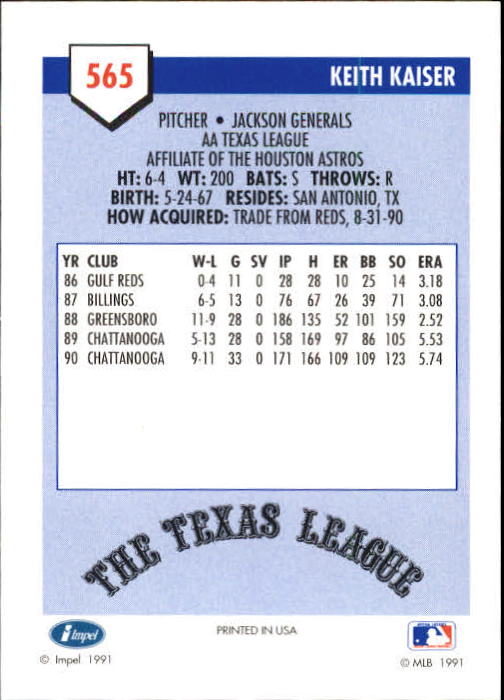 565
KEITH KAISER
PITCHER • JACKSON GENERALS
AA TEXAS LEAGUE
AFFILIATE OF THE HOUSTON ASTROS
HT: 6-4 WT: 200 BATS: S THROWS: R
BIRTH: 5-24-67 RESIDES: SAN ANTONIO, TX
HOW ACQUIRED: TRADE FROM REDS, 8-31-90
YR CLUB W-L G SV IP H ER BB SO ERA
86 GULF REDS 0-4 11 0 28 28 10 25 14 3.18
87 BILLINGS 6-5 13 0 76 67 26 39 71 3.08
88 GREENSBORO 11-9 28 0 186 135 52 101 159 2.52
89 CHATTANOOGA 5-13 28 0 158 169 97 86 105 5.53
90 CHATTANOOGA 9-11 33 0 171 166 109 109 123 5.74
THE TEXAS LEAGUE
Impel
PRINTED IN USA
© Impel 1991
© MLB 1991